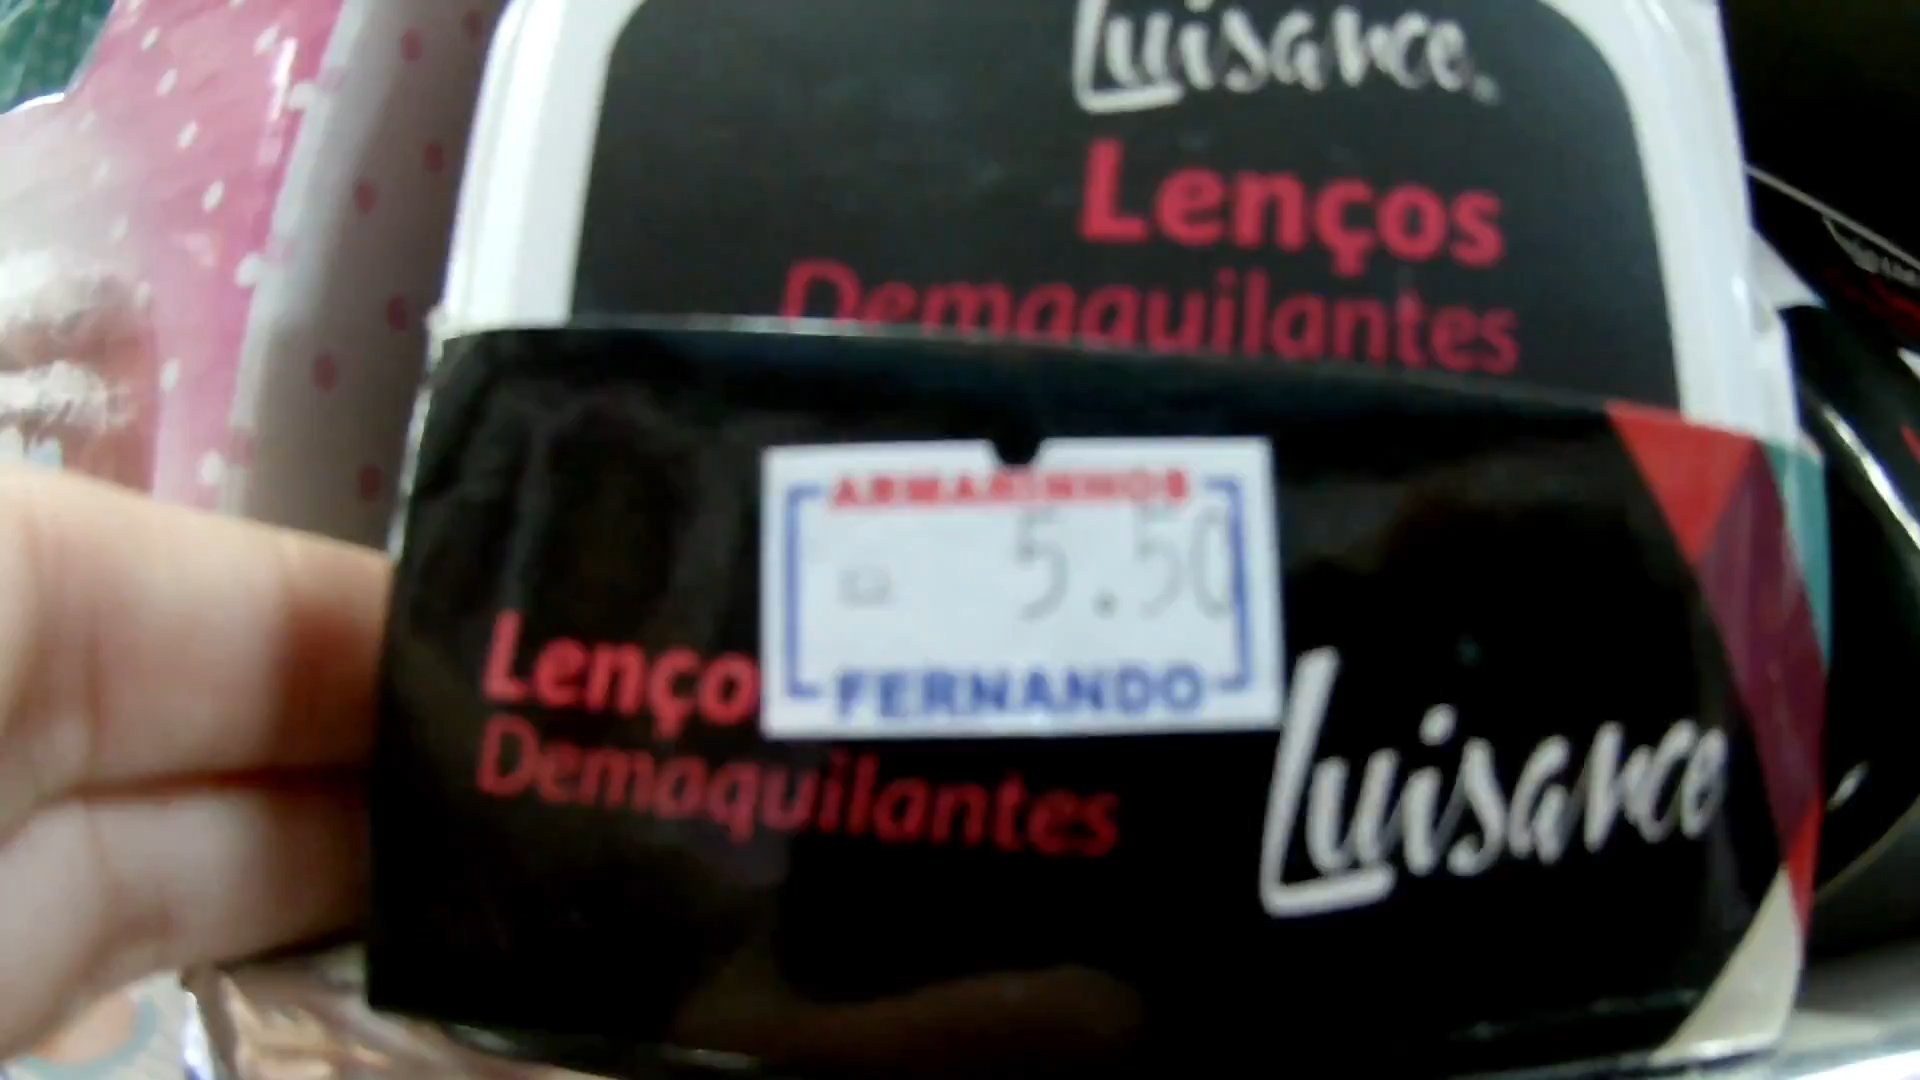 Luisance
Lenços
Demaquilantes
ARMARINHOS
5.50
FERNANDO
Lenço
Demaquilantes
Luisance